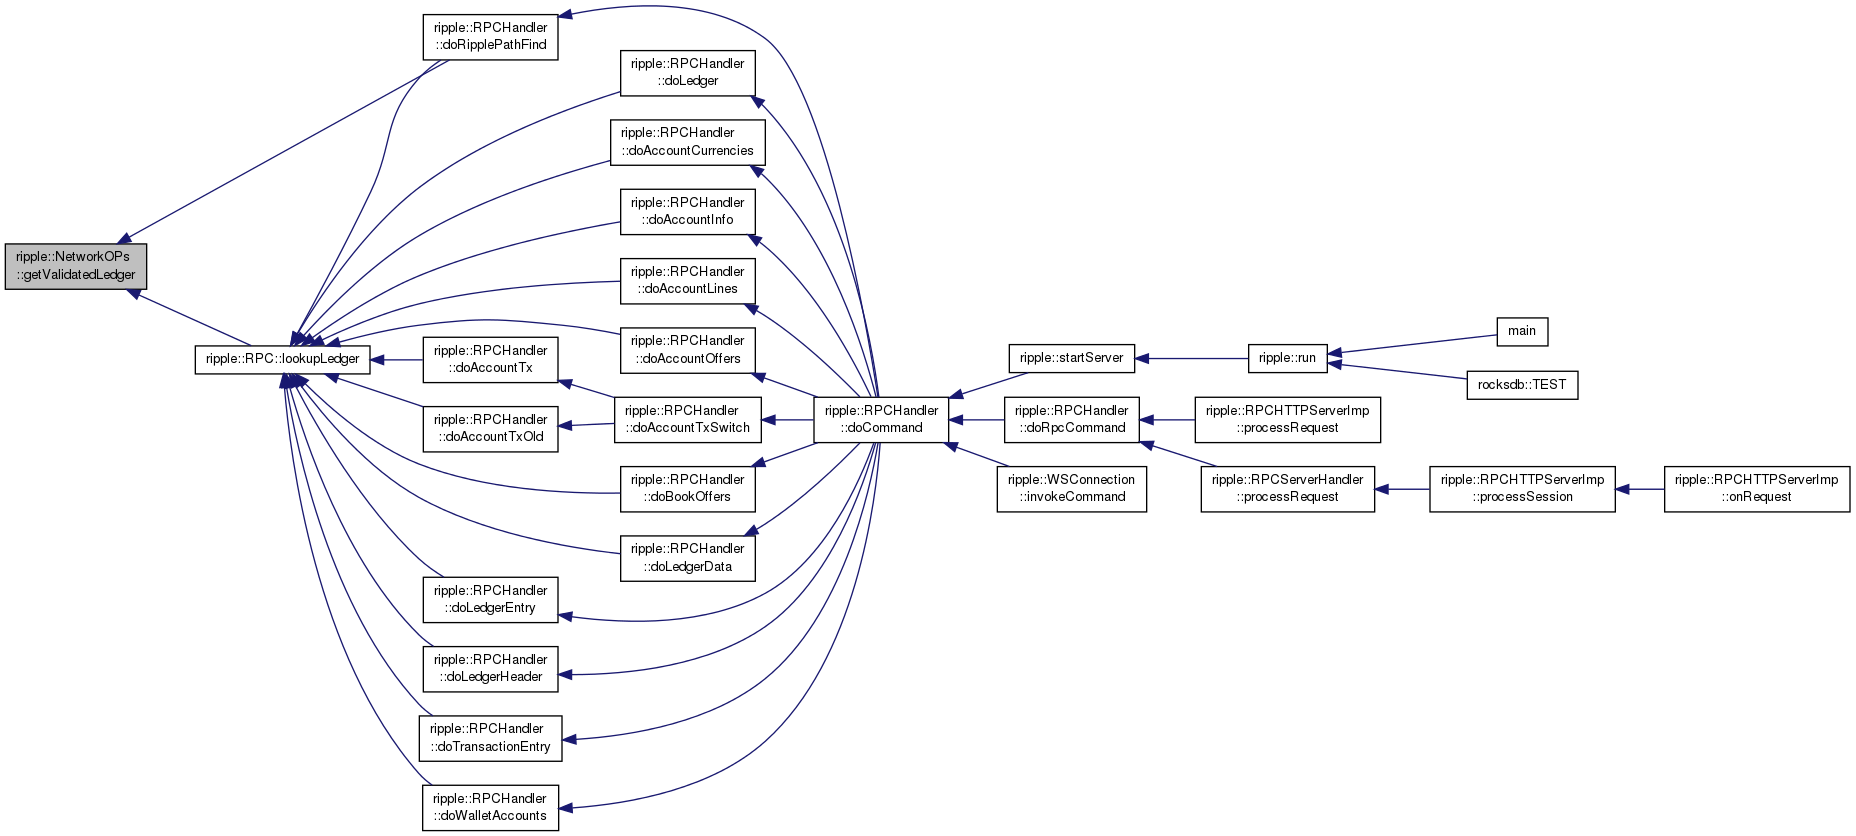 ripple::NetworkOPs
::getValidatedLedger
ripple::RPC::lookupLedger
ripple::RPCHandler
::doRipplePathFind
ripple::RPCHandler
::doAccountTx
ripple::RPCHandler
::doAccountTxOld
ripple::RPCHandler
::doLedgerEntry
ripple::RPCHandler
::doLedgerHeader
ripple::RPCHandler
::doTransactionEntry
ripple::RPCHandler
::doWalletAccounts
ripple::RPCHandler
::doLedger
ripple::RPCHandler
::doAccountCurrencies
ripple::RPCHandler
::doAccountInfo
ripple::RPCHandler
::doAccountLines
ripple::RPCHandler
::doAccountOffers
ripple::RPCHandler
::doAccountTxSwitch
ripple::RPCHandler
::doBookOffers
ripple::RPCHandler
::doLedgerData
ripple::RPCHandler
::doCommand
ripple::startServer
ripple::RPCHandler
::doRpcCommand
ripple::WSConnection
::invokeCommand
ripple::run
ripple::RPCHTTPServerImp
::processRequest
ripple::RPCServerHandler
::processRequest
main
rocksdb::TEST
ripple::RPCHTTPServerImp
::processSession
ripple::RPCHTTPServerImp
::onRequest